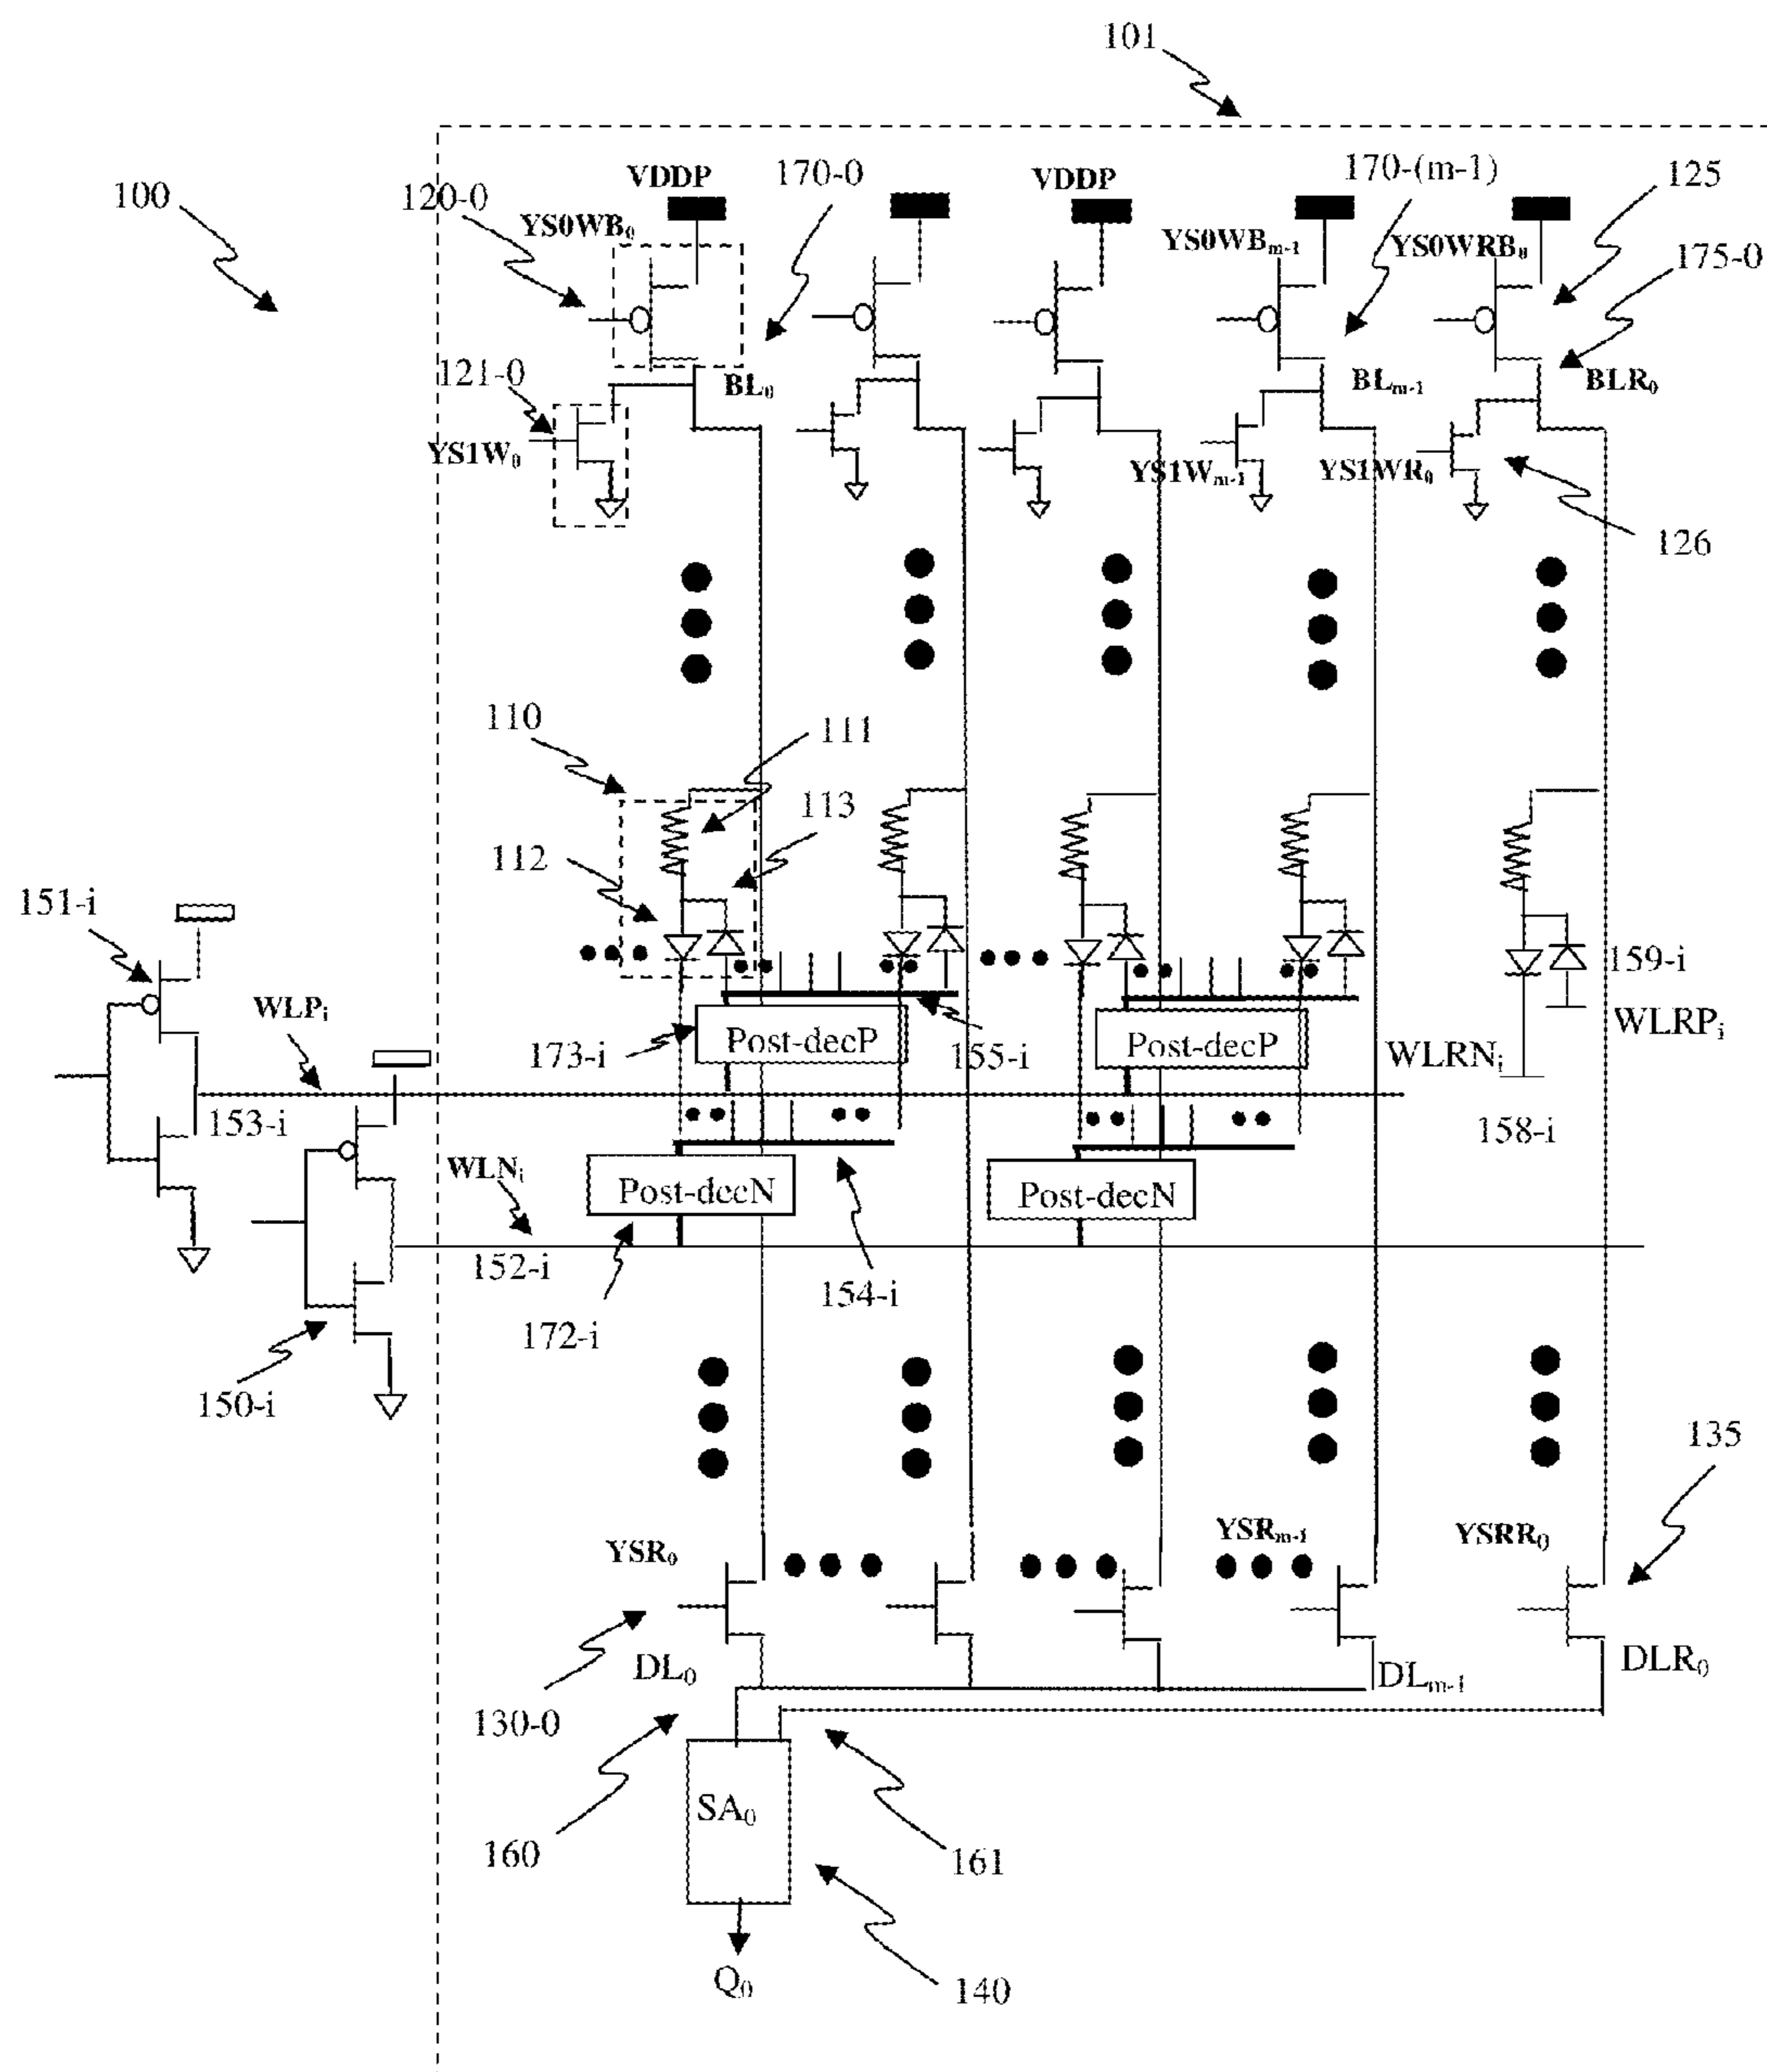 101
100
120-0
VDDP
170-0
VDDP
170-(m-1)
125
YS0WB₀
YS0WBₘ₋₁
YS0WRB₀
175-0
121-0
BL₀
BLₘ₋₁
BLR₀
YS1W₀
YS1Wₘ₋₁
YS1WR₀
126
110
111
113
112
151-i
159-i
WLPᵢ
173-i
Post-decP
155-i
Post-decP
WLRNᵢ
WLRPᵢ
153-i
158-i
WLNᵢ
Post-decN
Post-decN
152-i
154-i
172-i
150-i
135
YSR₀
YSRₘ₋₁
YSRR₀
DL₀
DLₘ₋₁
DLR₀
130-0
SA₀
160
161
Q₀
140